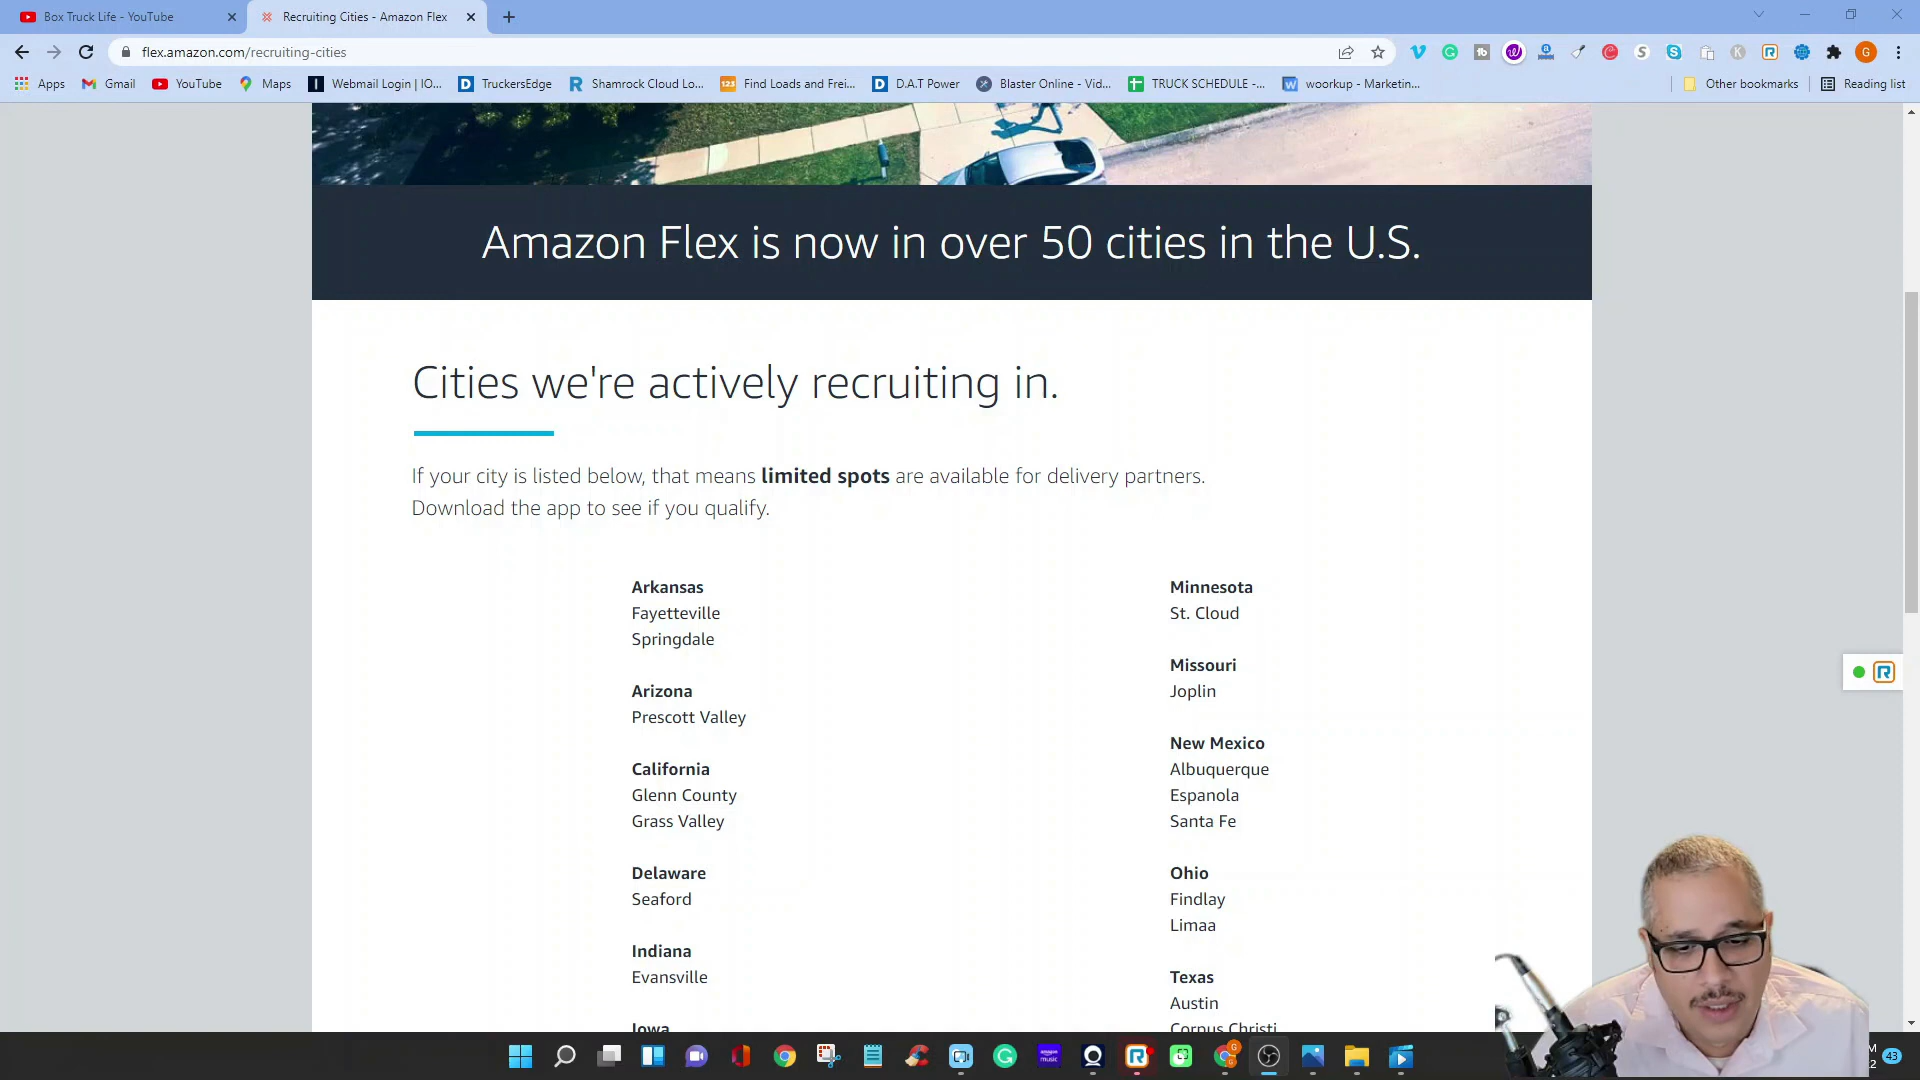 Box Truck Life - YouTube
Recruiting Cities - Amazon Flex
flex.amazon.com/recruiting-cities
Apps
Gmail
YouTube
Maps
Webmail Login | IO...
TruckersEdge
Shamrock Cloud Lo...
Find Loads and Frei...
D.A.T Power
Blaster Online - Vid...
TRUCK SCHEDULE -...
woorkup - Marketin...
Other bookmarks
Reading list
Amazon Flex is now in over 50 cities in the U.S.
Cities we're actively recruiting in.
If your city is listed below, that means limited spots are available for delivery partners.
Download the app to see if you qualify.
Arkansas
Fayetteville
Springdale
Arizona
Prescott Valley
California
Glenn County
Grass Valley
Delaware
Seaford
Indiana
Evansville
Iowa
Minnesota
St. Cloud
Missouri
Joplin
New Mexico
Albuquerque
Espanola
Santa Fe
Ohio
Findlay
Limaa
Texas
Austin
Corpus Christi
43